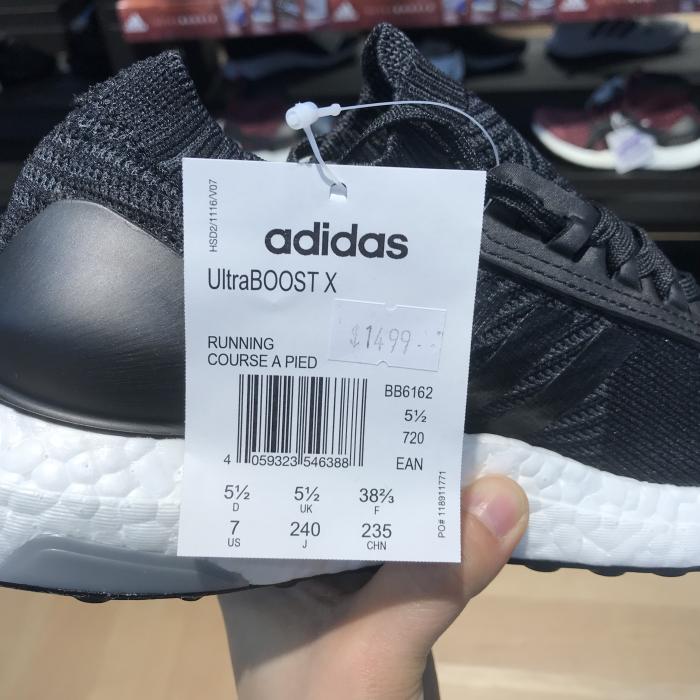 HSD2/1116/V07
adidas
UltraBOOST X
$1499.-
RUNNING
COURSE A PIED
BB6162
5½
720
4 059323 546388
EAN
5½ 5½ 38⅔
D UK F
7 240 235
US J CHN
PO# 118911771